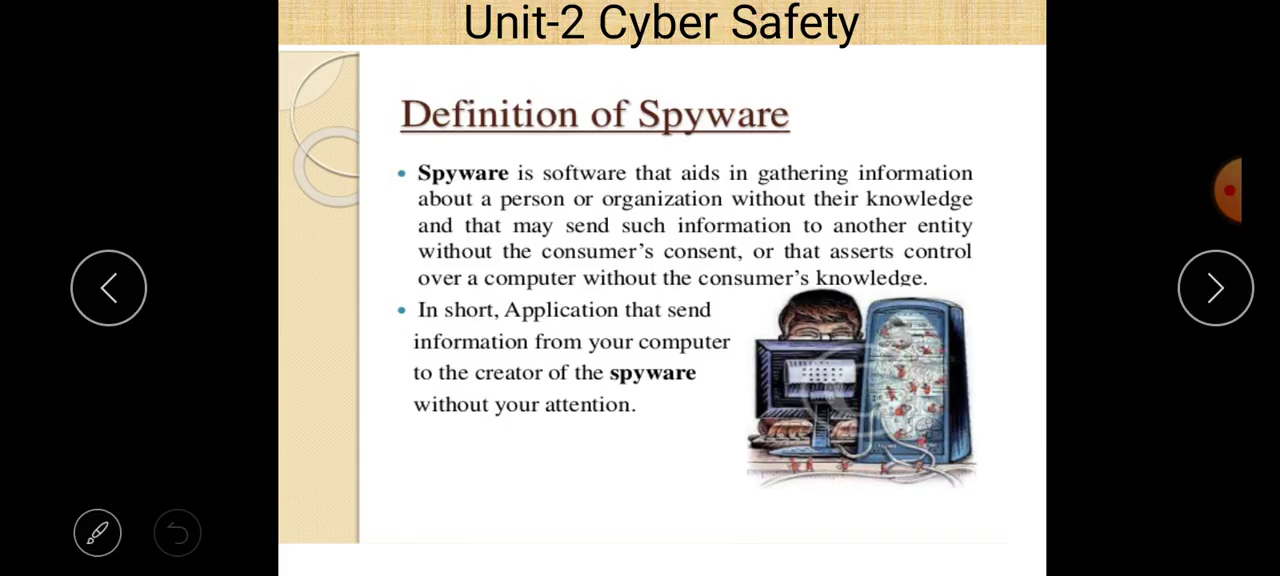 Unit-2 Cyber Safety
Definition of Spyware
• Spyware is software that aids in gathering information
about a person or organization without their knowledge
and that may send such information to another entity
without the consumer's consent, or that asserts control
over a computer without the consumer's knowledge.
• In short, Application that send
information from your computer
to the creator of the spyware
without your attention.